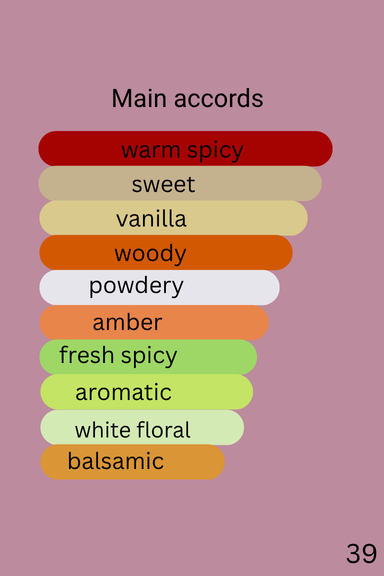 Main accords
warm spicy
sweet
vanilla
woody
powdery
amber
fresh spicy
aromatic
white floral
balsamic
39